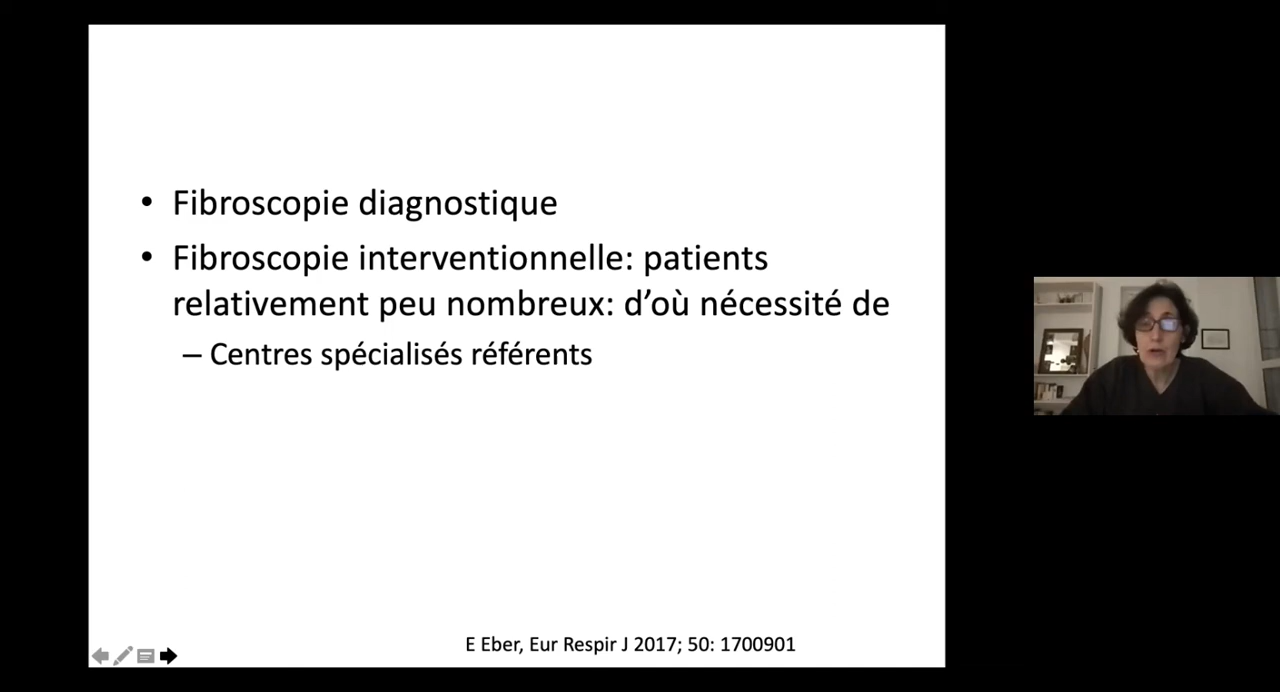 • Fibroscopie diagnostique
• Fibroscopie interventionnelle: patients
relativement peu nombreux: d’où nécessité de
– Centres spécialisés référents
E Eber, Eur Respir J 2017; 50: 1700901